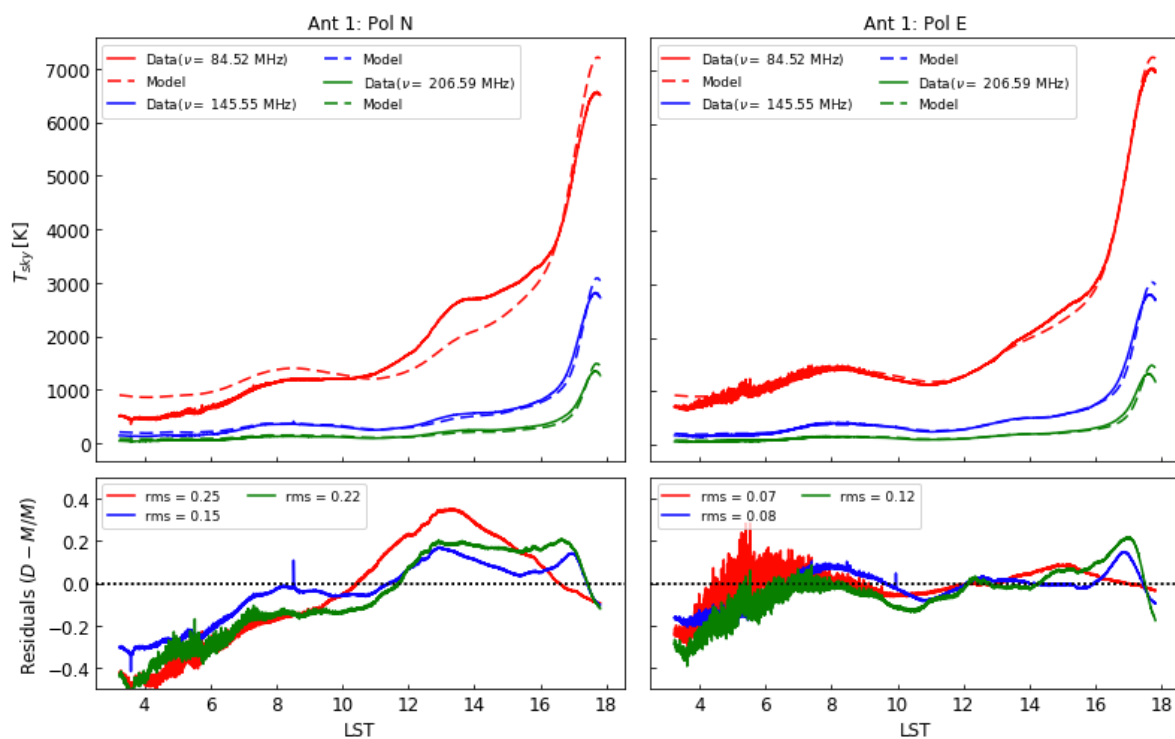 Ant 1: Pol N
Ant 1: Pol E
Data(ν = 84.52 MHz)
Model
Data(ν = 145.55 MHz)
Model
Data(ν = 206.59 MHz)
Model
Data(ν = 84.52 MHz)
Model
Data(ν = 145.55 MHz)
Model
Data(ν = 206.59 MHz)
Model
T_sky [K]
7000
6000
5000
4000
3000
2000
1000
0
rms = 0.25
rms = 0.15
rms = 0.22
rms = 0.07
rms = 0.08
rms = 0.12
Residuals (D − M/M)
0.4
0.2
0.0
−0.2
−0.4
4 6 8 10 12 14 16 18
4 6 8 10 12 14 16 18
LST
LST